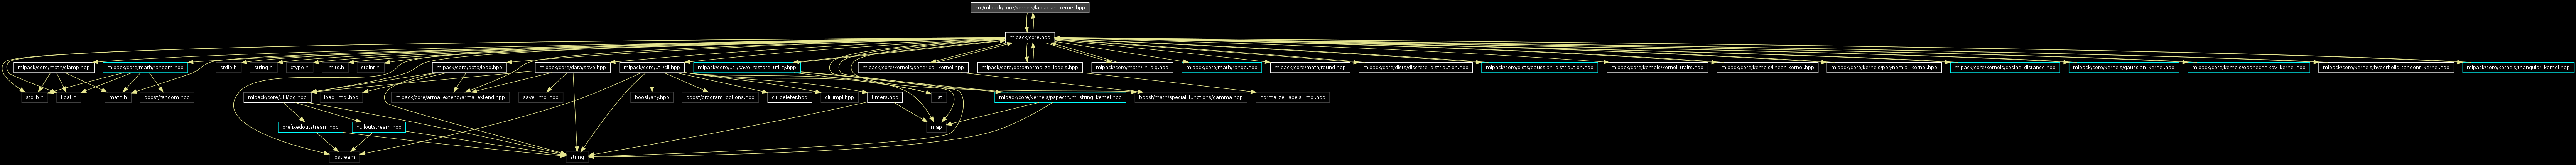 src/mlpack/core/kernels/laplacian_kernel.hpp
mlpack/core.hpp
mlpack/core/math/clamp.hpp
mlpack/core/math/random.hpp
stdio.h
string.h
ctype.h
limits.h
stdint.h
mlpack/core/data/load.hpp
mlpack/core/data/save.hpp
mlpack/core/util/cli.hpp
mlpack/core/util/save_restore_utility.hpp
mlpack/core/kernels/spherical_kernel.hpp
mlpack/core/data/normalize_labels.hpp
mlpack/core/math/lin_alg.hpp
mlpack/core/math/range.hpp
mlpack/core/math/round.hpp
mlpack/core/dists/discrete_distribution.hpp
mlpack/core/dists/gaussian_distribution.hpp
mlpack/core/kernels/kernel_traits.hpp
mlpack/core/kernels/linear_kernel.hpp
mlpack/core/kernels/polynomial_kernel.hpp
mlpack/core/kernels/cosine_distance.hpp
mlpack/core/kernels/gaussian_kernel.hpp
mlpack/core/kernels/epanechnikov_kernel.hpp
mlpack/core/kernels/hyperbolic_tangent_kernel.hpp
mlpack/core/kernels/triangular_kernel.hpp
stdlib.h
float.h
math.h
boost/random.hpp
mlpack/core/util/log.hpp
load_impl.hpp
mlpack/core/arma_extend/arma_extend.hpp
save_impl.hpp
boost/any.hpp
boost/program_options.hpp
cli_deleter.hpp
cli_impl.hpp
timers.hpp
list
mlpack/core/kernels/pspectrum_string_kernel.hpp
boost/math/special_functions/gamma.hpp
normalize_labels_impl.hpp
prefixedoutstream.hpp
nulloutstream.hpp
map
iostream
string